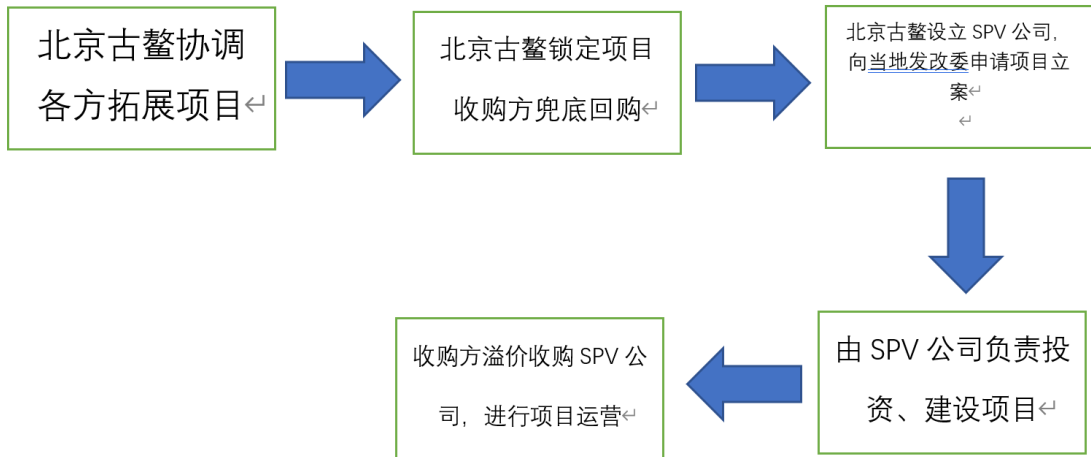 北京古鳌协调
各方拓展项目
北京古鳌锁定项目
收购方兜底回购
北京古鳌设立 SPV 公司,
向当地发改委申请项目立
案
由 SPV 公司负责投
资、建设项目
收购方溢价收购 SPV 公
司，进行项目运营